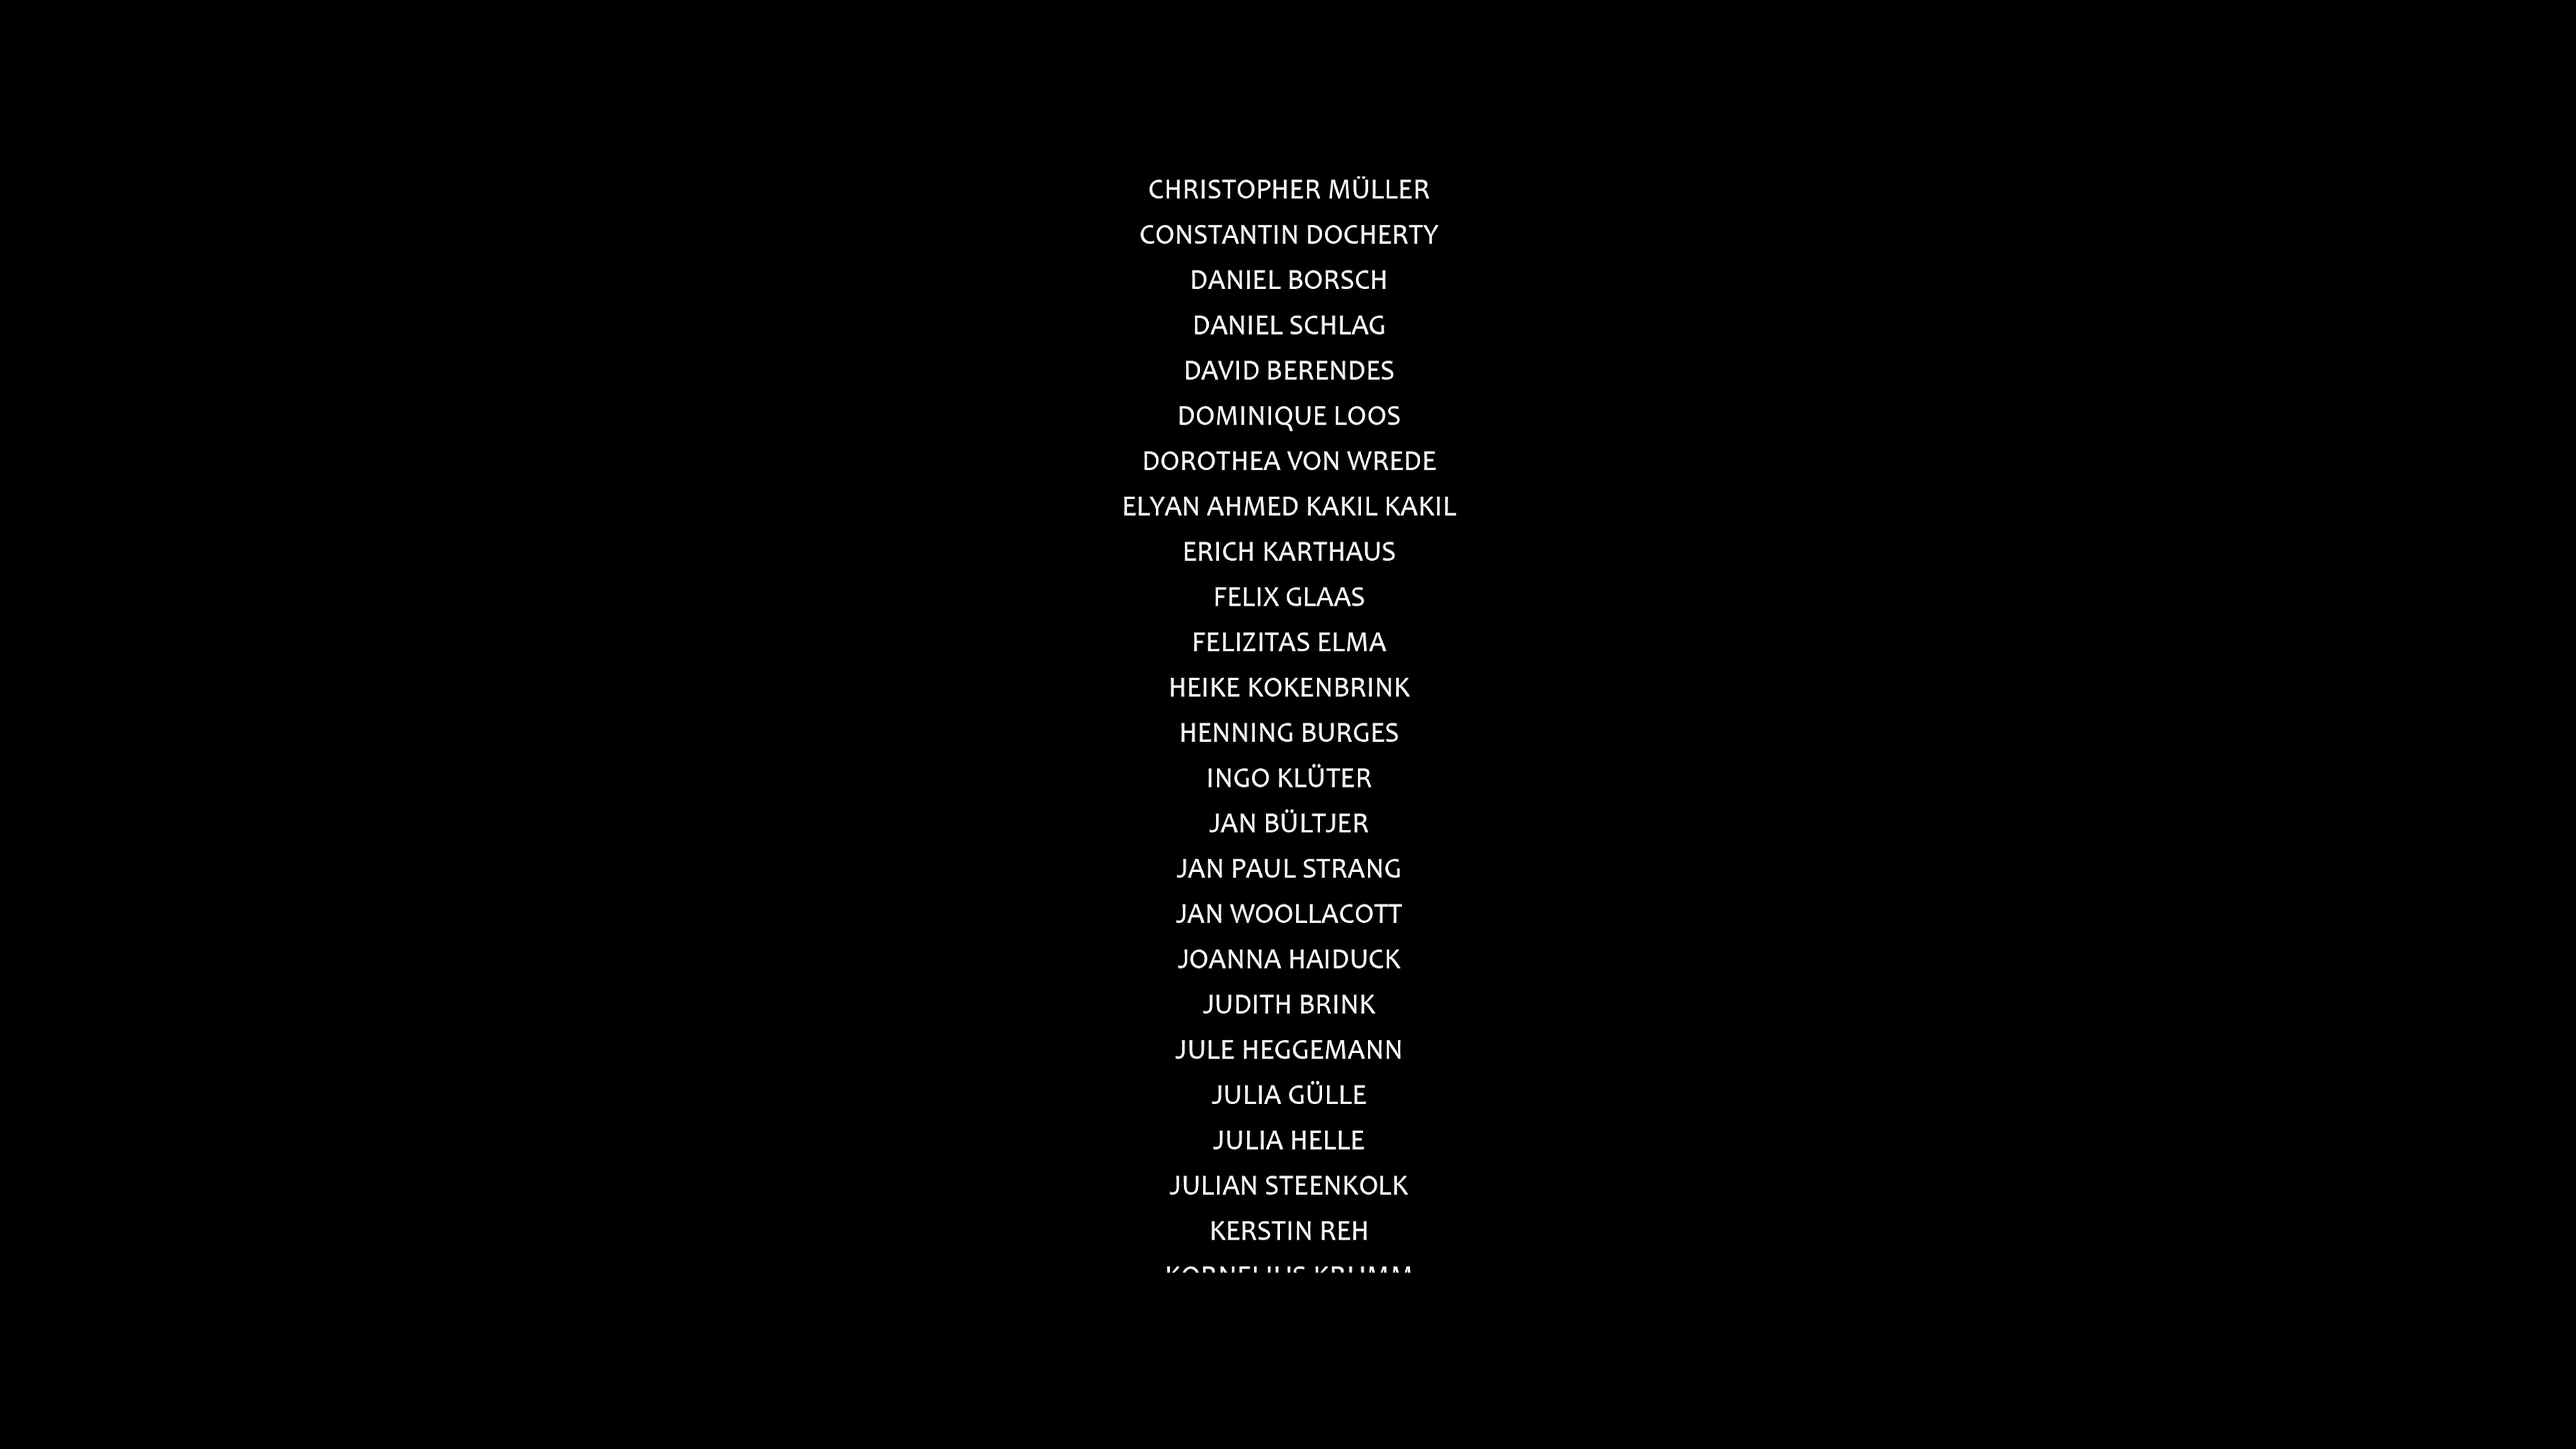 CHRISTOPHER MÜLLER
CONSTANTIN DOCHERTY
DANIEL BORSCH
DANIEL SCHLAG
DAVID BERENDES
DOMINIQUE LOOS
DOROTHEA VON WREDE
ELYAN AHMED KAKIL KAKIL
ERICH KARTHAUS
FELIX GLAAS
FELIZITAS ELMA
HEIKE KOKENBRINK
HENNING BURGES
INGO KLÜTER
JAN BÜLTJER
JAN PAUL STRANG
JAN WOOLLACOTT
JOANNA HAIDUCK
JUDITH BRINK
JULE HEGGEMANN
JULIA GÜLLE
JULIA HELLE
JULIAN STEENKOLK
KERSTIN REH
KORNELIUS KRUMM